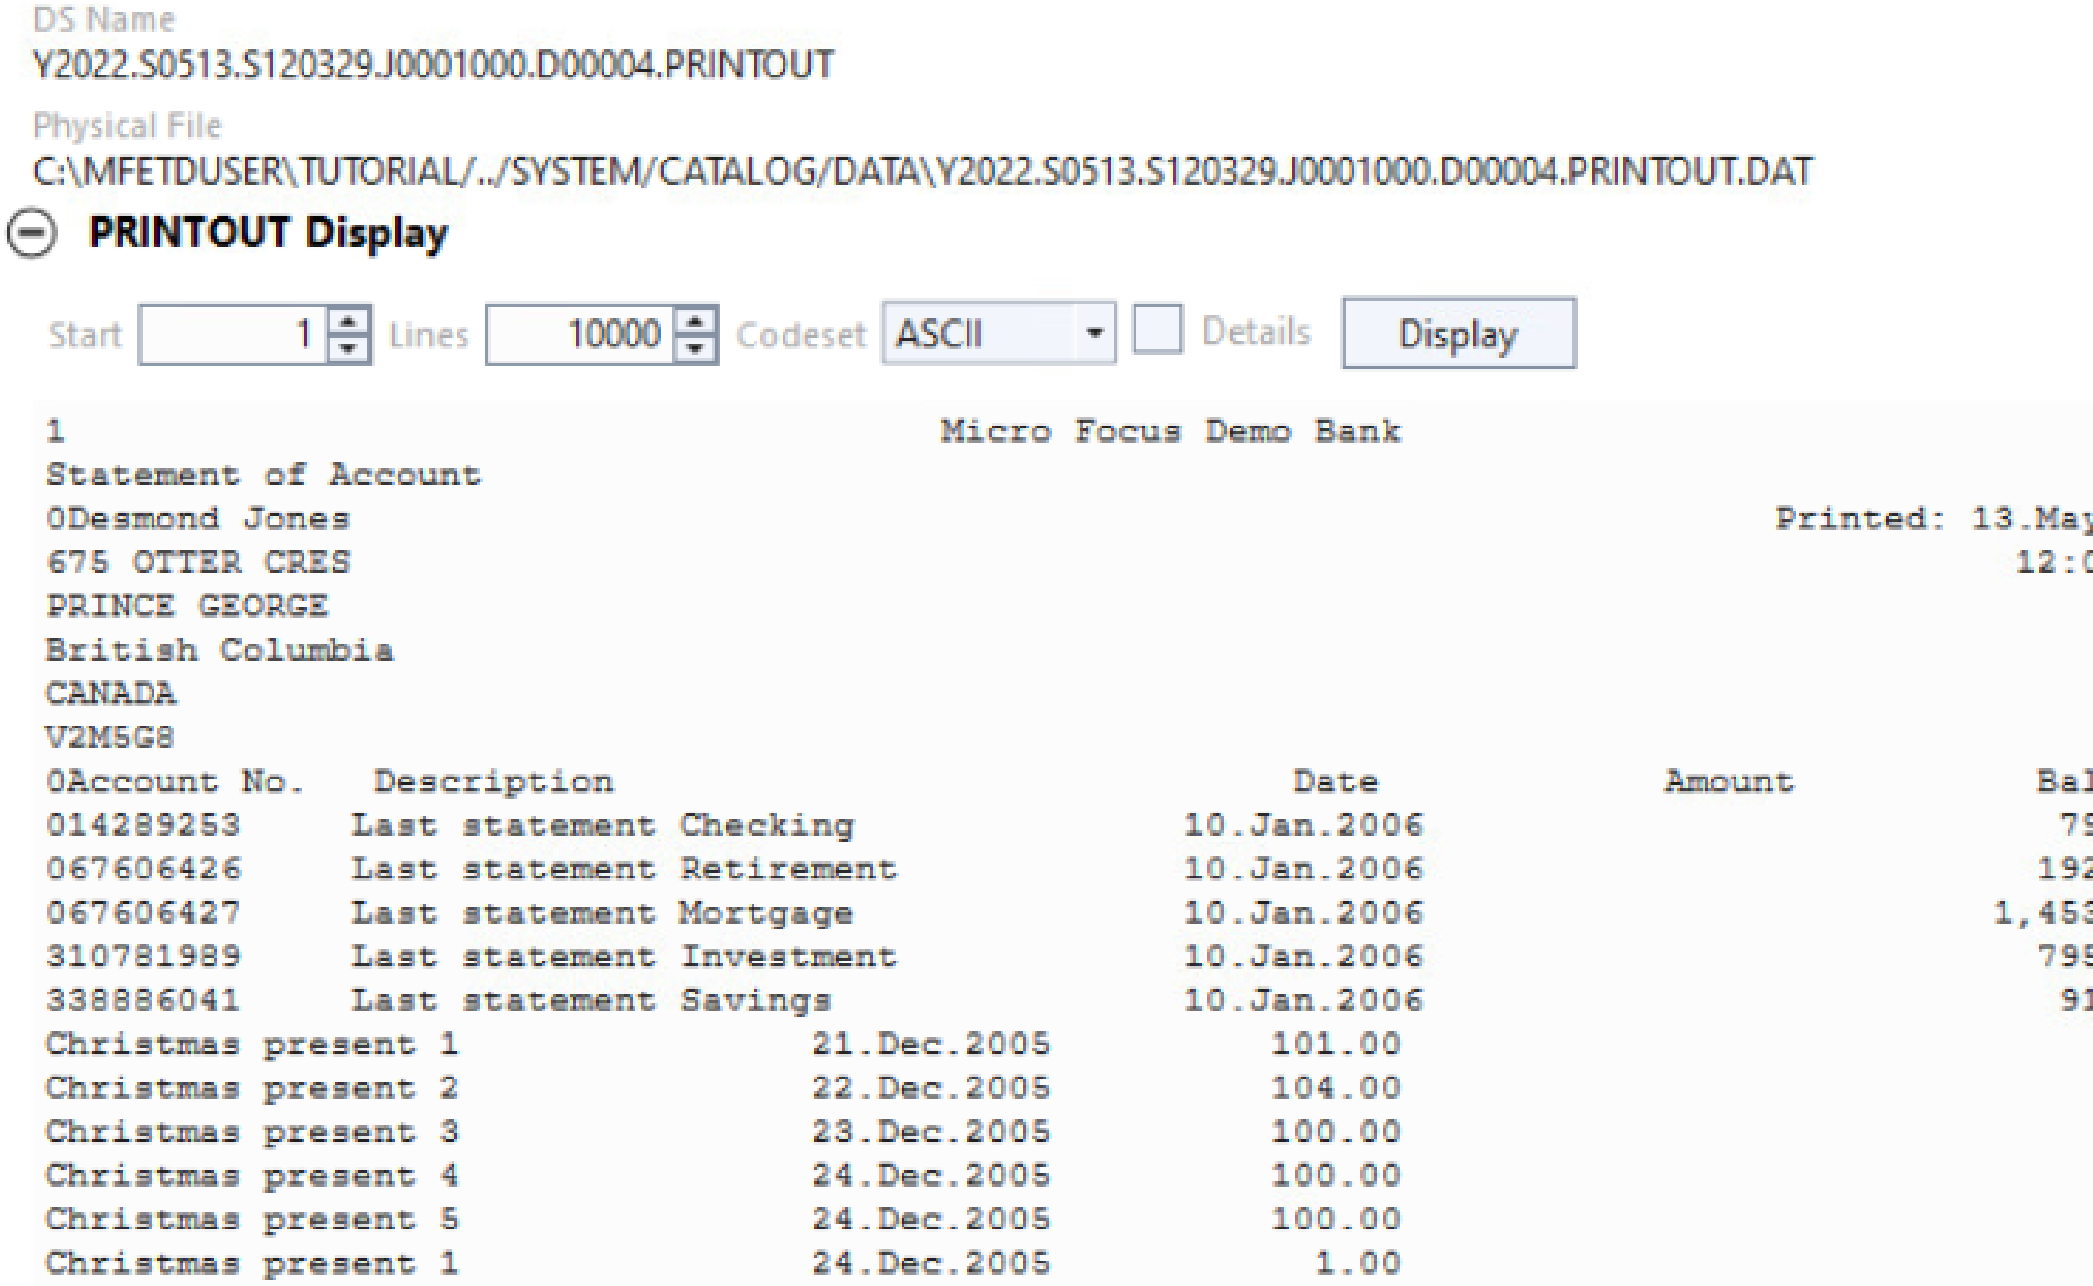 DS Name
Y2022.S0513.S120329.J0001000.D00004.PRINTOUT
Physical File
C:\MFETDUSER\TUTORIAL/../SYSTEM/CATALOG/DATA\Y2022.S0513.S120329.J0001000.D00004.PRINTOUT.DAT
PRINTOUT Display
Start 1 Lines 10000 Codeset ASCII Details Display
1 Micro Focus Demo Bank
Statement of Account
0Desmond Jones Printed: 13.May
675 OTTER CRES 12:0
PRINCE GEORGE
British Columbia
CANADA
V2M5G8
0Account No. Description Date Amount Bal
014289253 Last statement Checking 10.Jan.2006 79
067606426 Last statement Retirement 10.Jan.2006 192
067606427 Last statement Mortgage 10.Jan.2006 1,453
310781989 Last statement Investment 10.Jan.2006 795
338886041 Last statement Savings 10.Jan.2006 91
Christmas present 1 21.Dec.2005 101.00
Christmas present 2 22.Dec.2005 104.00
Christmas present 3 23.Dec.2005 100.00
Christmas present 4 24.Dec.2005 100.00
Christmas present 5 24.Dec.2005 100.00
Christmas present 1 24.Dec.2005 1.00